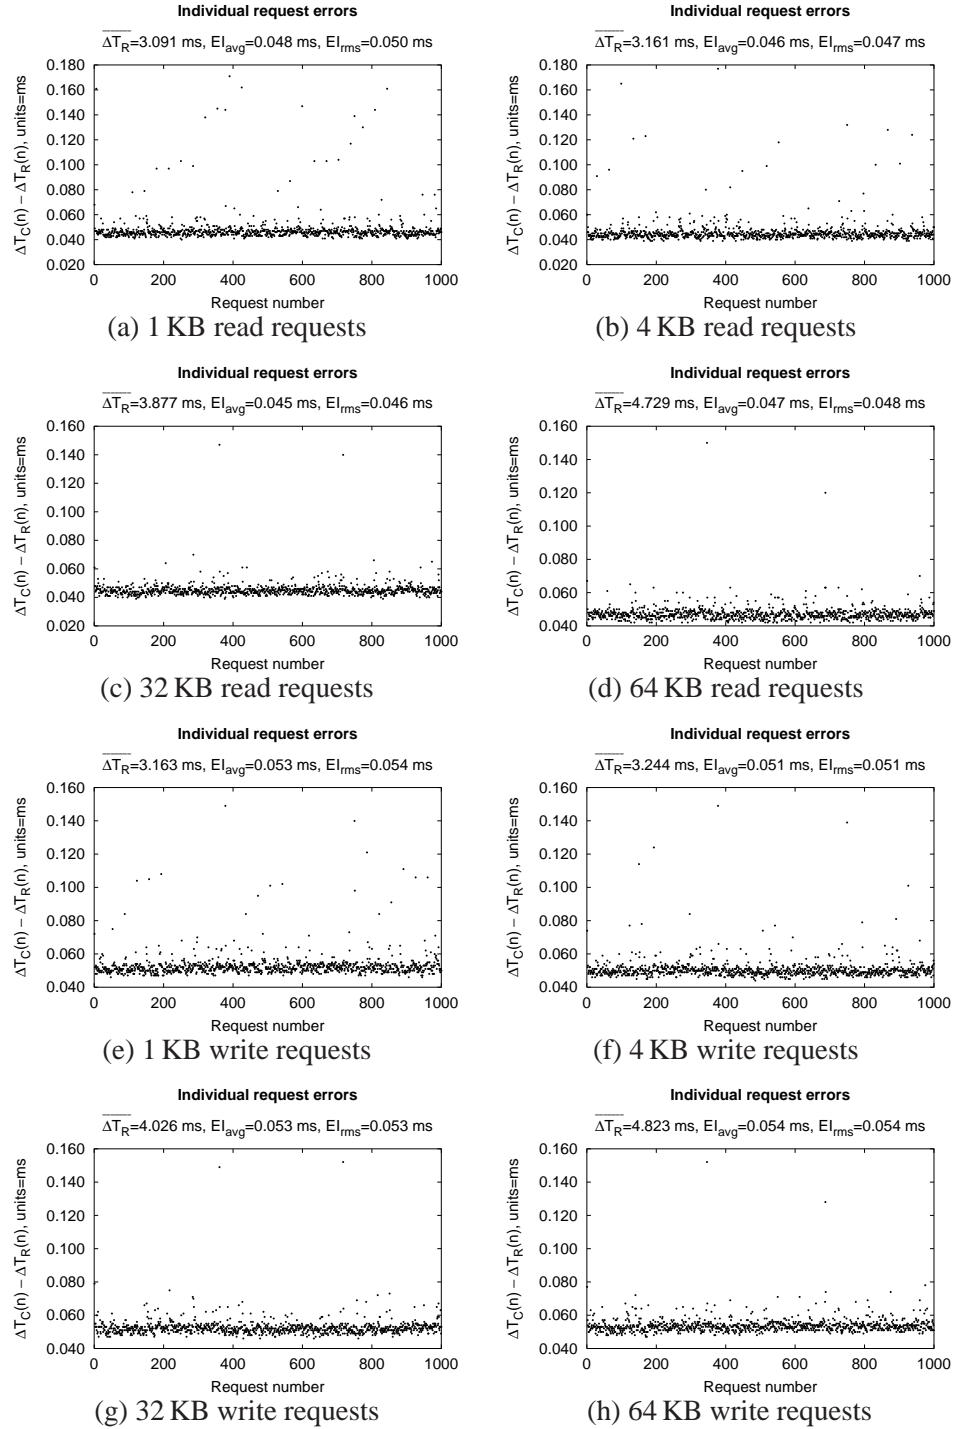 Individual request errors
ΔT_R=3.091 ms, EI_avg=0.048 ms, EI_rms=0.050 ms
ΔT_C(n) − ΔT_R(n), units=ms
0.180
0.160
0.140
0.120
0.100
0.080
0.060
0.040
0.020
0 200 400 600 800 1000
Request number
(a) 1 KB read requests
Individual request errors
ΔT_R=3.161 ms, EI_avg=0.046 ms, EI_rms=0.047 ms
ΔT_C(n) − ΔT_R(n), units=ms
0.180
0.160
0.140
0.120
0.100
0.080
0.060
0.040
0.020
0 200 400 600 800 1000
Request number
(b) 4 KB read requests
Individual request errors
ΔT_R=3.877 ms, EI_avg=0.045 ms, EI_rms=0.046 ms
ΔT_C(n) − ΔT_R(n), units=ms
0.160
0.140
0.120
0.100
0.080
0.060
0.040
0.020
0 200 400 600 800 1000
Request number
(c) 32 KB read requests
Individual request errors
ΔT_R=4.729 ms, EI_avg=0.047 ms, EI_rms=0.048 ms
ΔT_C(n) − ΔT_R(n), units=ms
0.160
0.140
0.120
0.100
0.080
0.060
0.040
0 200 400 600 800 1000
Request number
(d) 64 KB read requests
Individual request errors
ΔT_R=3.163 ms, EI_avg=0.053 ms, EI_rms=0.054 ms
ΔT_C(n) − ΔT_R(n), units=ms
0.160
0.140
0.120
0.100
0.080
0.060
0.040
0 200 400 600 800 1000
Request number
(e) 1 KB write requests
Individual request errors
ΔT_R=3.244 ms, EI_avg=0.051 ms, EI_rms=0.051 ms
ΔT_C(n) − ΔT_R(n), units=ms
0.160
0.140
0.120
0.100
0.080
0.060
0.040
0 200 400 600 800 1000
Request number
(f) 4 KB write requests
Individual request errors
ΔT_R=4.026 ms, EI_avg=0.053 ms, EI_rms=0.053 ms
ΔT_C(n) − ΔT_R(n), units=ms
0.160
0.140
0.120
0.100
0.080
0.060
0.040
0 200 400 600 800 1000
Request number
(g) 32 KB write requests
Individual request errors
ΔT_R=4.823 ms, EI_avg=0.054 ms, EI_rms=0.054 ms
ΔT_C(n) − ΔT_R(n), units=ms
0.160
0.140
0.120
0.100
0.080
0.060
0.040
0 200 400 600 800 1000
Request number
(h) 64 KB write requests